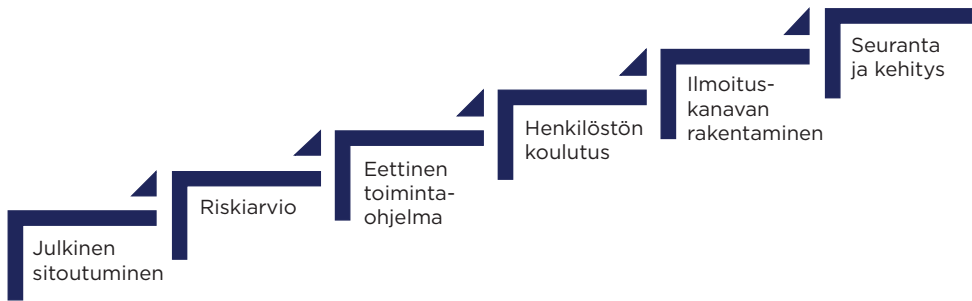 Julkinen
sitoutuminen
Riskiarvio
Eettinen
toiminta-
ohjelma
Henkilöstön
koulutus
Ilmoitus-
kanavan
rakentaminen
Seuranta
ja kehitys